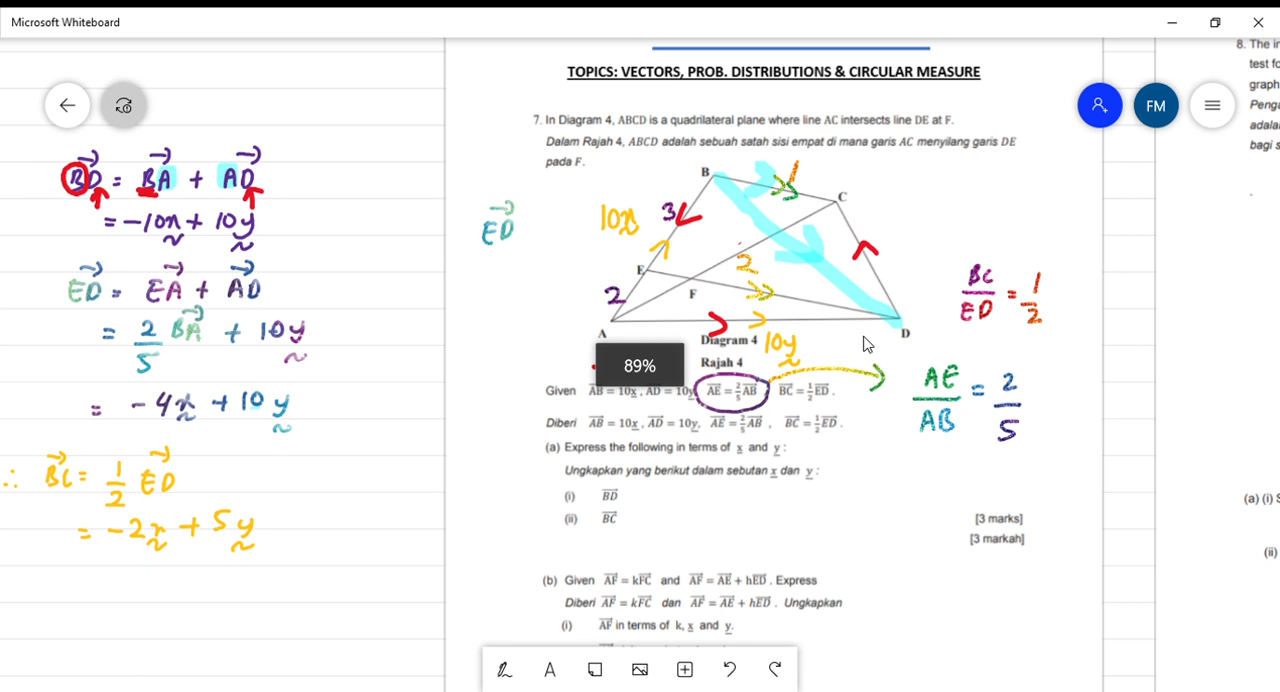 Microsoft Whiteboard
TOPICS: VECTORS, PROB. DISTRIBUTIONS & CIRCULAR MEASURE
FM
7. In Diagram 4, ABCD is a quadrilateral plane where line AC intersects line DE at F.
Dalam Rajah 4, ABCD adalah sebuah satah sisi empat di mana garis AC menyilang garis DE
pada F.
B
1
C
3
10x
E
2
2
F
A
D
10y
Diagram 4
Rajah 4
89%
Given AB = 10x, AD = 10y, AE = 2/5 AB BC = 1/2 ED.
Diberi AB = 10x, AD = 10y, AE = 2/5 AB , BC = 1/2 ED.
(a) Express the following in terms of x and y:
Ungkapkan yang berikut dalam sebutan x dan y:
(i) BD
(ii) BC
[3 marks]
[3 markah]
(b) Given AF = kFC and AF = AE + hED. Express
Diberi AF = kFC dan AF = AE + hED. Ungkapkan
(i) AF in terms of k, x and y.
BD = BA + AD
= -10x + 10y
ED = EA + AD
= 2/5 BA + 10y
= -4x + 10y
∴ BC = 1/2 ED
= -2x + 5y
ED
BC/ED = 1/2
AE/AB = 2/5
8. The in
test fo
graph
Penga
adala
bagi s
(a) (i) S
(ii)